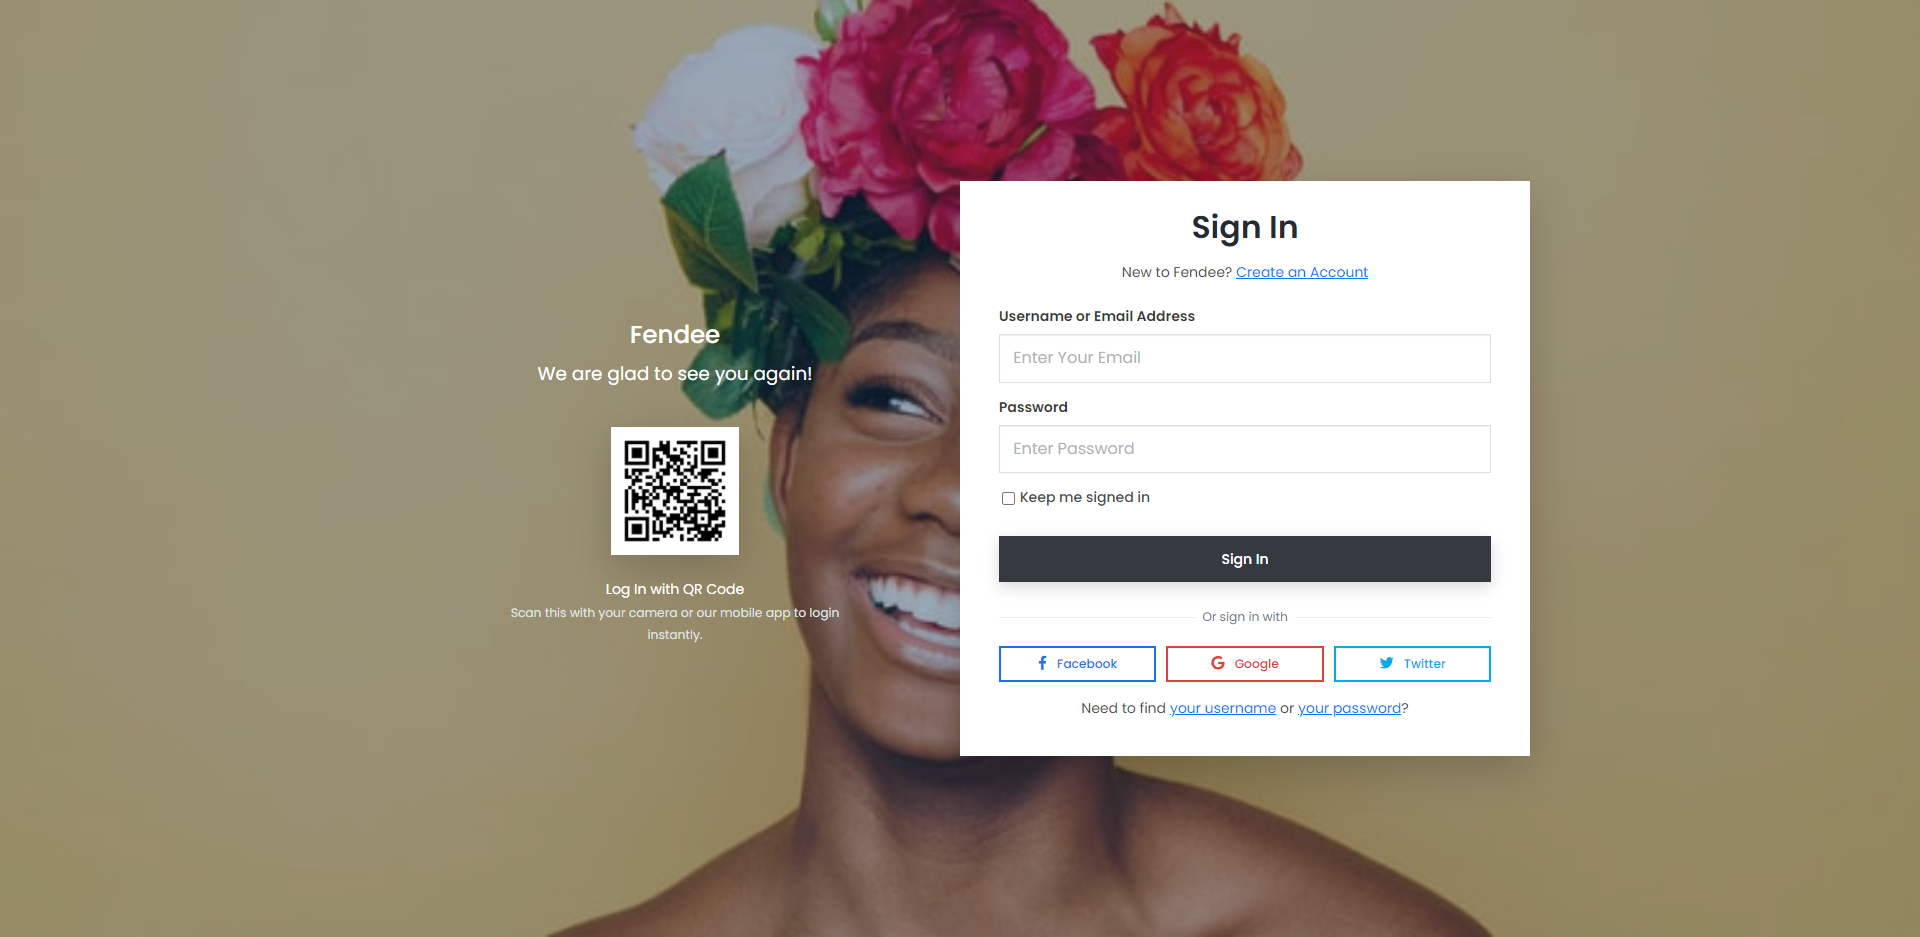 Fendee
We are glad to see you again!
Log In with QR Code
Scan this with your camera or our mobile app to login
instantly.
Sign In
New to Fendee? Create an Account
Username or Email Address
Enter Your Email
Password
Enter Password
Keep me signed in
Sign In
Or sign in with
Facebook
Google
Twitter
Need to find your username or your password?